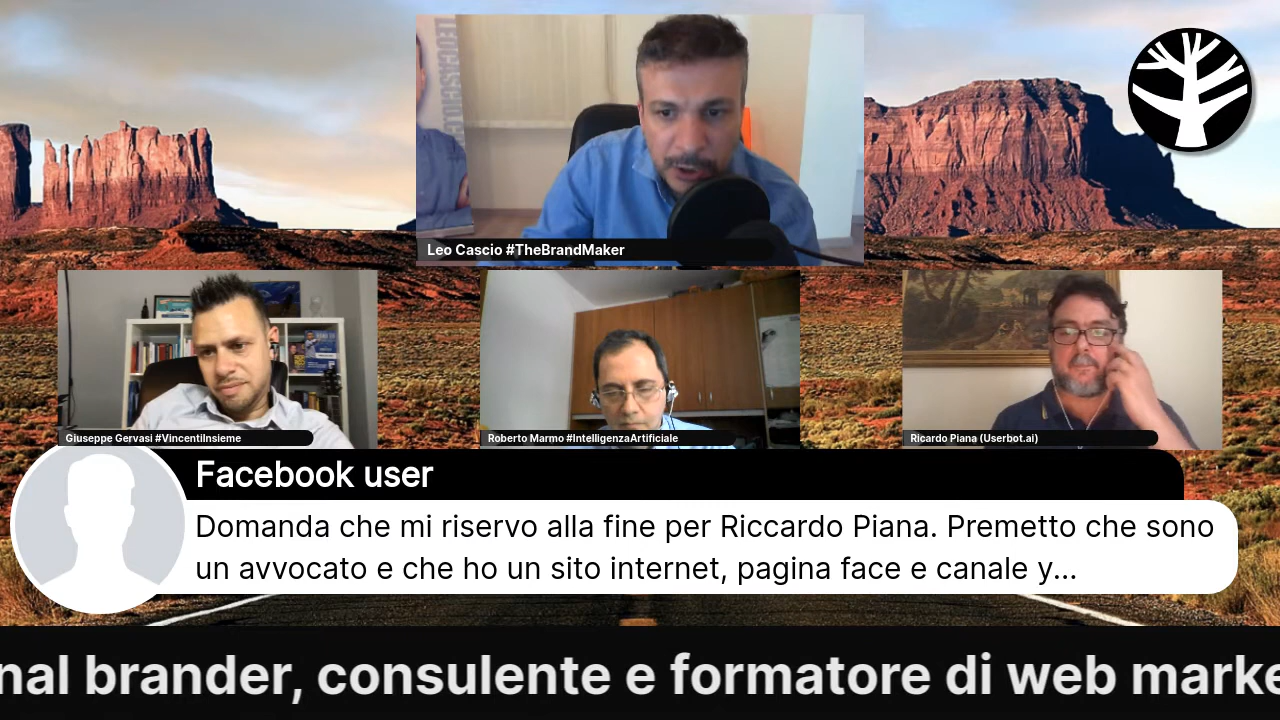 Leo Cascio #TheBrandMaker
Giuseppe Gervasi #VincentiInsieme
Roberto Marmo #IntelligenzaArtificiale
Ricardo Piana (Userbot.ai)
Facebook user
Domanda che mi riservo alla fine per Riccardo Piana. Premetto che sono
un avvocato e che ho un sito internet, pagina face e canale y...
nal brander, consulente e formatore di web marke